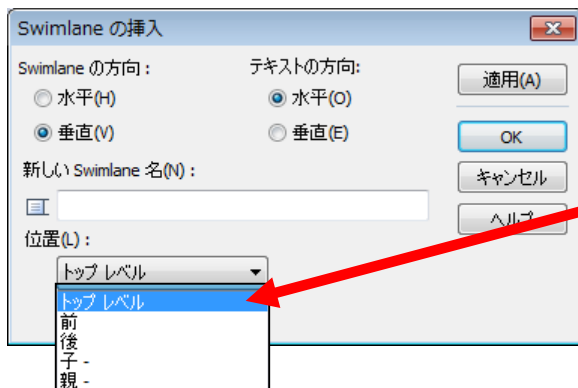 Swimlane の挿入
Swimlane の方向 :
水平(H)
垂直(V)
テキストの方向:
水平(O)
垂直(E)
新しい Swimlane 名(N) :
位置(L) :
トップ レベル
トップ レベル
前
後
子 -
親 -
適用(A)
OK
キャンセル
ヘルプ